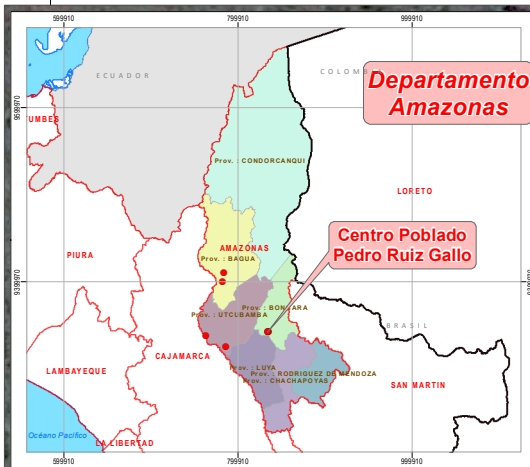 599910
799910
999910
ECUADOR
COLOM
Departamento
Amazonas
9599970
UMBES
Prov. : CONDORCANQUI
LORETO
PIURA
AMAZONAS
Centro Poblado
Pedro Ruiz Gallo
Prov. : BAGUA
9399970
Prov. : BONGARA
Prov. : UTCUBAMBA
BRASIL
CAJAMARCA
LAMBAYEQUE
Prov. : LUYA
Prov. : RODRIGUEZ DE MENDOZA
Prov. : CHACHAPOYAS
SAN MARTIN
Océano Pacífico
LA LIBERTAD
599910
799910
999910